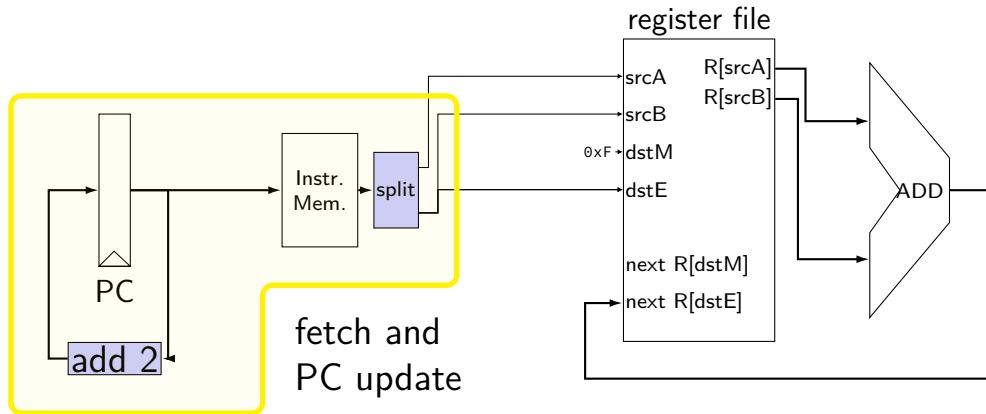 register file
srcA
srcB
0xF
dstM
dstE
next R[dstM]
next R[dstE]
R[srcA]
R[srcB]
ADD
PC
Instr.
Mem.
split
add 2
fetch and
PC update